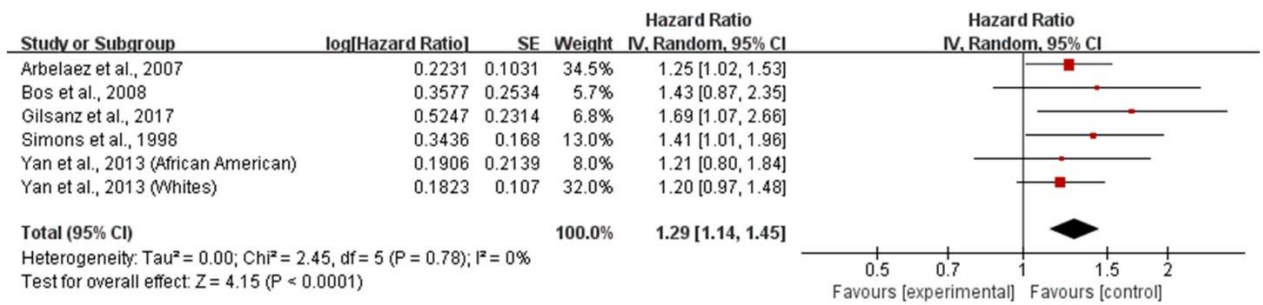 Hazard Ratio Hazard Ratio
Study or Subgroup log[Hazard Ratio] SE Weight IV, Random, 95% CI IV, Random, 95% CI
Arbelaez et al., 2007 0.2231 0.1031 34.5% 1.25 [1.02, 1.53]
Bos et al., 2008 0.3577 0.2534 5.7% 1.43 [0.87, 2.35]
Gilsanz et al., 2017 0.5247 0.2314 6.8% 1.69 [1.07, 2.66]
Simons et al., 1998 0.3436 0.168 13.0% 1.41 [1.01, 1.96]
Yan et al., 2013 (African American) 0.1906 0.2139 8.0% 1.21 [0.80, 1.84]
Yan et al., 2013 (Whites) 0.1823 0.107 32.0% 1.20 [0.97, 1.48]
Total (95% CI) 100.0% 1.29 [1.14, 1.45]
Heterogeneity: Tau² = 0.00; Chi² = 2.45, df = 5 (P = 0.78); I² = 0%
Test for overall effect: Z = 4.15 (P < 0.0001)
0.5 0.7 1 1.5 2
Favours [experimental] Favours [control]